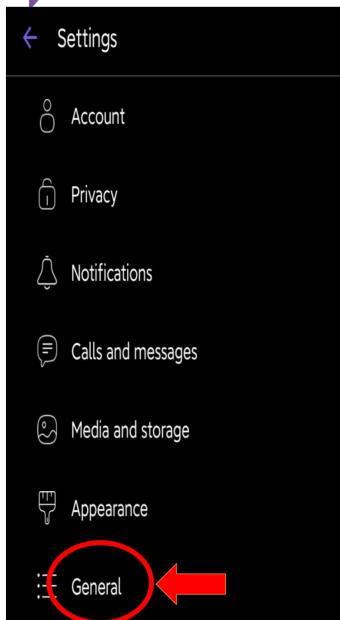 Settings
Account
Privacy
Notifications
Calls and messages
Media and storage
Appearance
General